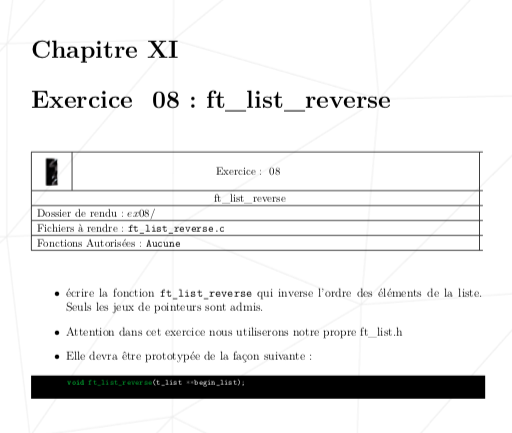 Chapitre XI
Exercice 08 : ft_list_reverse
Exercice : 08
ft_list_reverse
Dossier de rendu : ex08/
Fichiers à rendre : ft_list_reverse.c
Fonctions Autorisées : Aucune
• écrire la fonction ft_list_reverse qui inverse l'ordre des éléments de la liste.
Seuls les jeux de pointeurs sont admis.
• Attention dans cet exercice nous utiliserons notre propre ft_list.h
• Elle devra être prototypée de la façon suivante :
void ft_list_reverse(t_list **begin_list);